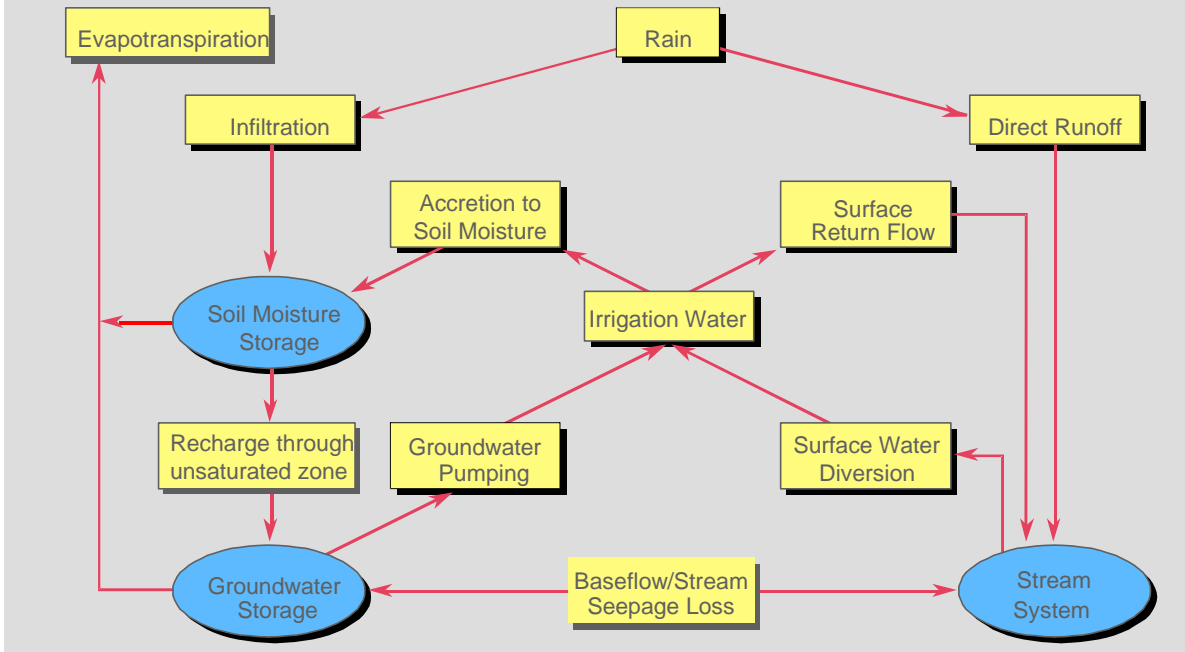 Evapotranspiration
Rain
Infiltration
Direct Runoff
Accretion to
Soil Moisture
Surface
Return Flow
Soil Moisture
Storage
Irrigation Water
Recharge through
unsaturated zone
Groundwater
Pumping
Surface Water
Diversion
Groundwater
Storage
Baseflow/Stream
Seepage Loss
Stream
System